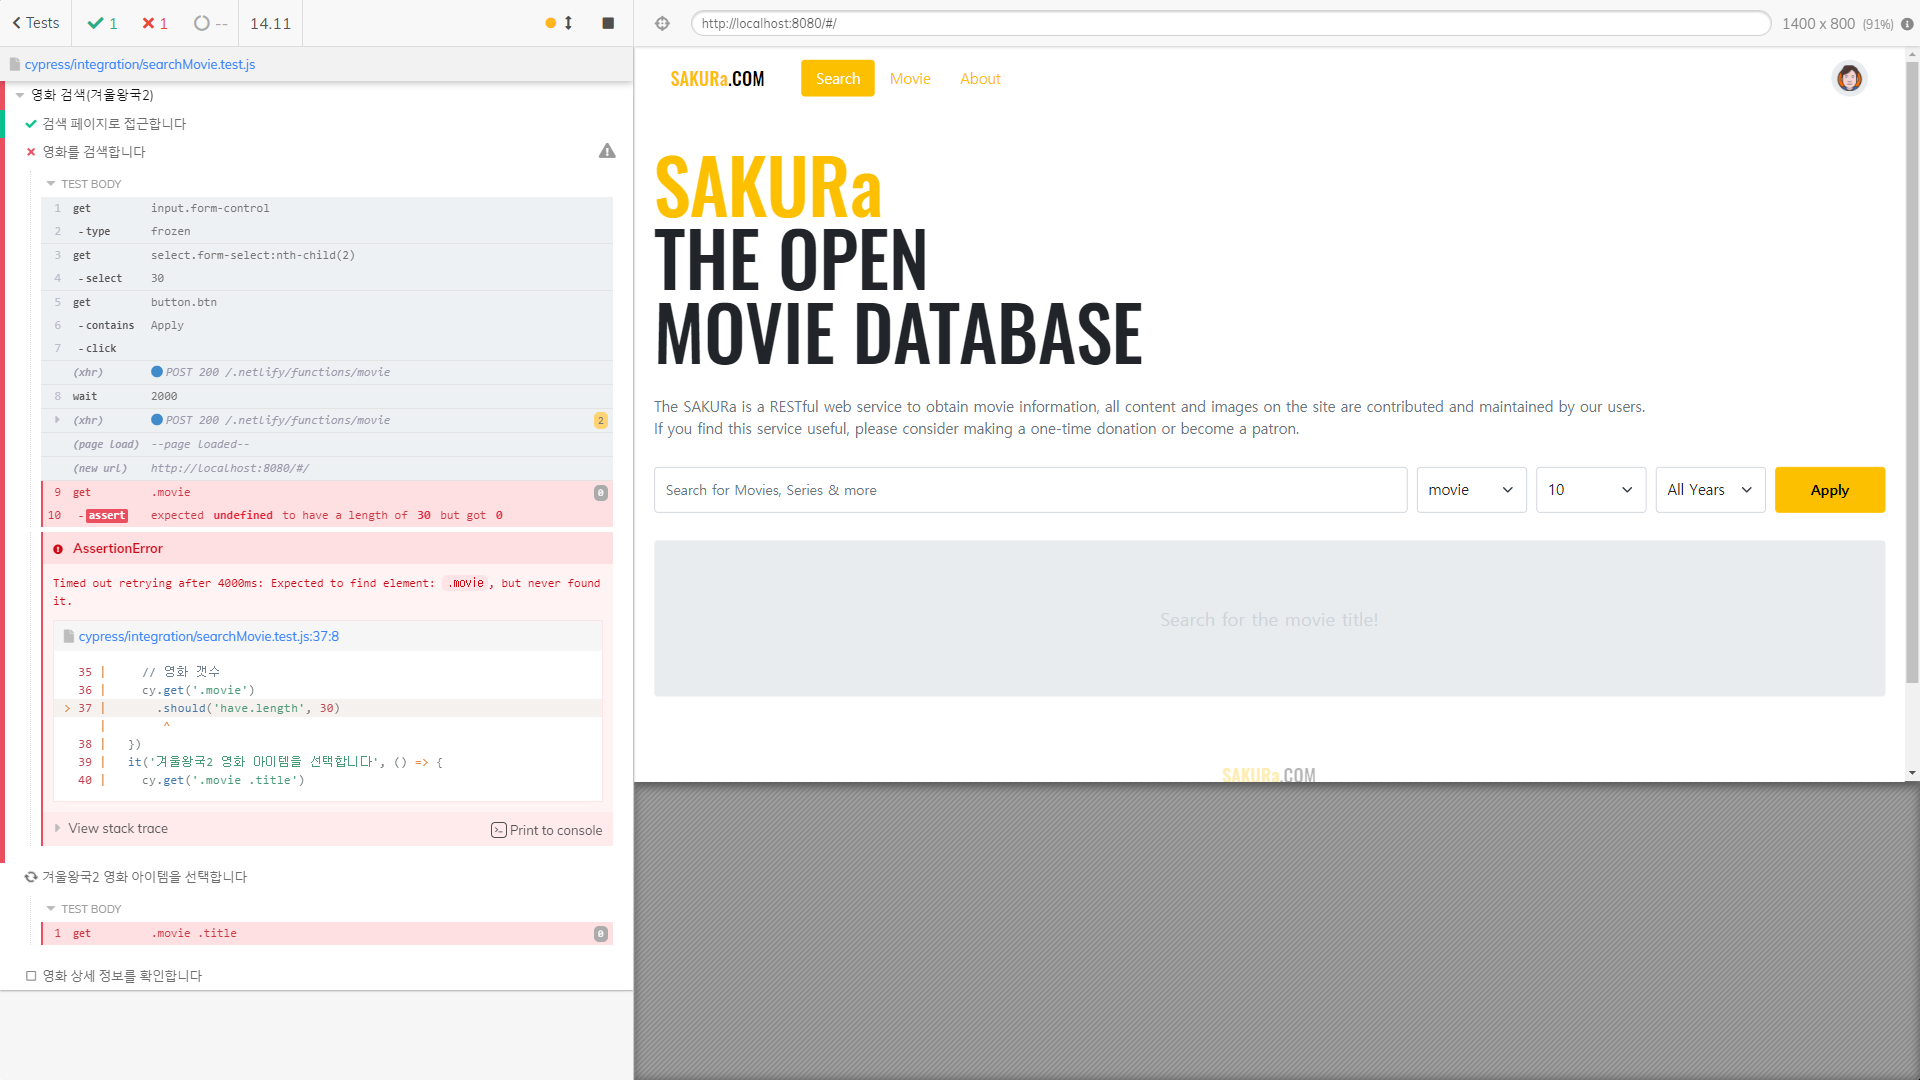 Tests
1
1
--
14.11
cypress/integration/searchMovie.test.js
영화 검색(겨울왕국2)
검색 페이지로 접근합니다
영화를 검색합니다
TEST BODY
1 get input.form-control
2 -type frozen
3 get select.form-select:nth-child(2)
4 -select 30
5 get button.btn
6 -contains Apply
7 -click
(xhr) POST 200 /.netlify/functions/movie
8 wait 2000
(xhr) POST 200 /.netlify/functions/movie 2
(page load) --page loaded--
(new url) http://localhost:8080/#/
9 get .movie 0
10 -assert expected undefined to have a length of 30 but got 0
AssertionError
Timed out retrying after 4000ms: Expected to find element: .movie, but never found
it.
cypress/integration/searchMovie.test.js:37:8
35 | // 영화 갯수
36 | cy.get('.movie')
> 37 | .should('have.length', 30)
| ^
38 | })
39 | it('겨울왕국2 영화 아이템을 선택합니다', () => {
40 | cy.get('.movie .title')
View stack trace
Print to console
겨울왕국2 영화 아이템을 선택합니다
TEST BODY
1 get .movie .title 0
영화 상세 정보를 확인합니다
http://localhost:8080/#/
1400 x 800 (91%)
SAKURa.COM
Search
Movie
About
SAKURa
THE OPEN
MOVIE DATABASE
The SAKURa is a RESTful web service to obtain movie information, all content and images on the site are contributed and maintained by our users.
If you find this service useful, please consider making a one-time donation or become a patron.
Search for Movies, Series & more
movie
10
All Years
Apply
Search for the movie title!
SAKURa.COM